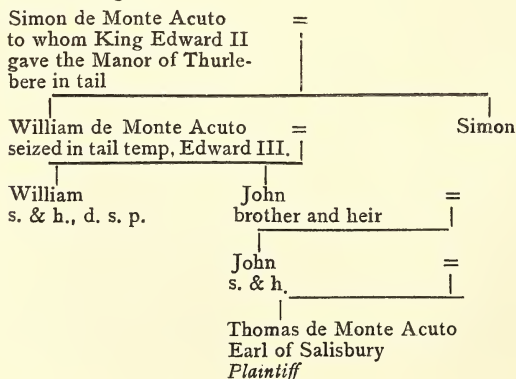 Simon de Monte Acuto =
to whom King Edward II
gave the Manor of Thurle-
bere in tail
William de Monte Acuto = Simon
seized in tail temp, Edward III.
William John =
s. & h., d. s. p. brother and heir
John =
s. & h.
Thomas de Monte Acuto
Earl of Salisbury
Plaintiff